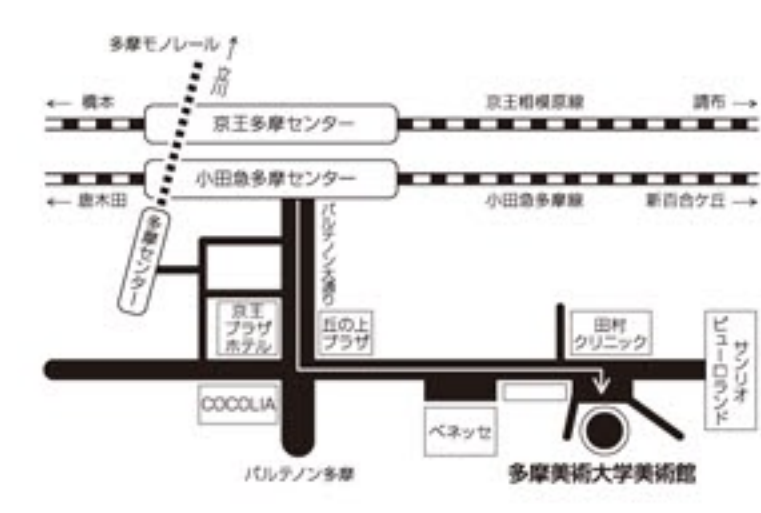 多摩モノレール
立川
← 橋本
京王相模原線
調布 →
京王多摩センター
小田急多摩センター
← 唐木田
小田急多摩線
新百合ケ丘 →
多摩センター
パルテノン大通り
京王
プラザ
ホテル
丘の上
プラザ
田村
クリニック
サンリオ
ピューロランド
COCOLIA
ベネッセ
パルテノン多摩
多摩美術大学美術館